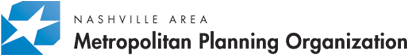 NASHVILLE AREA
Metropolitan Planning Organization